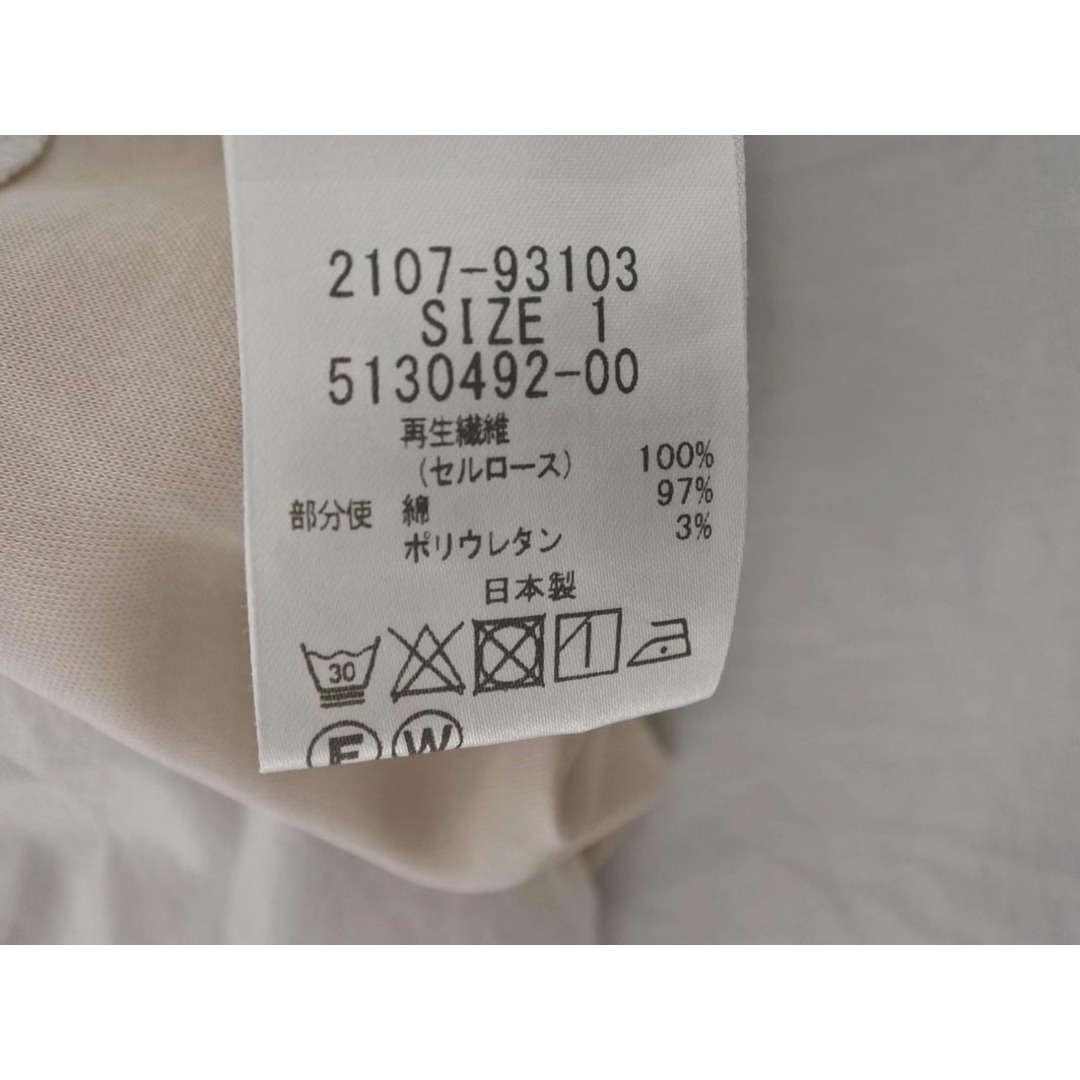 2107-93103
SIZE 1
5130492-00
再生繊維
(セルロース) 100%
部分使 綿 97%
ポリウレタン 3%
日本製
30
F W